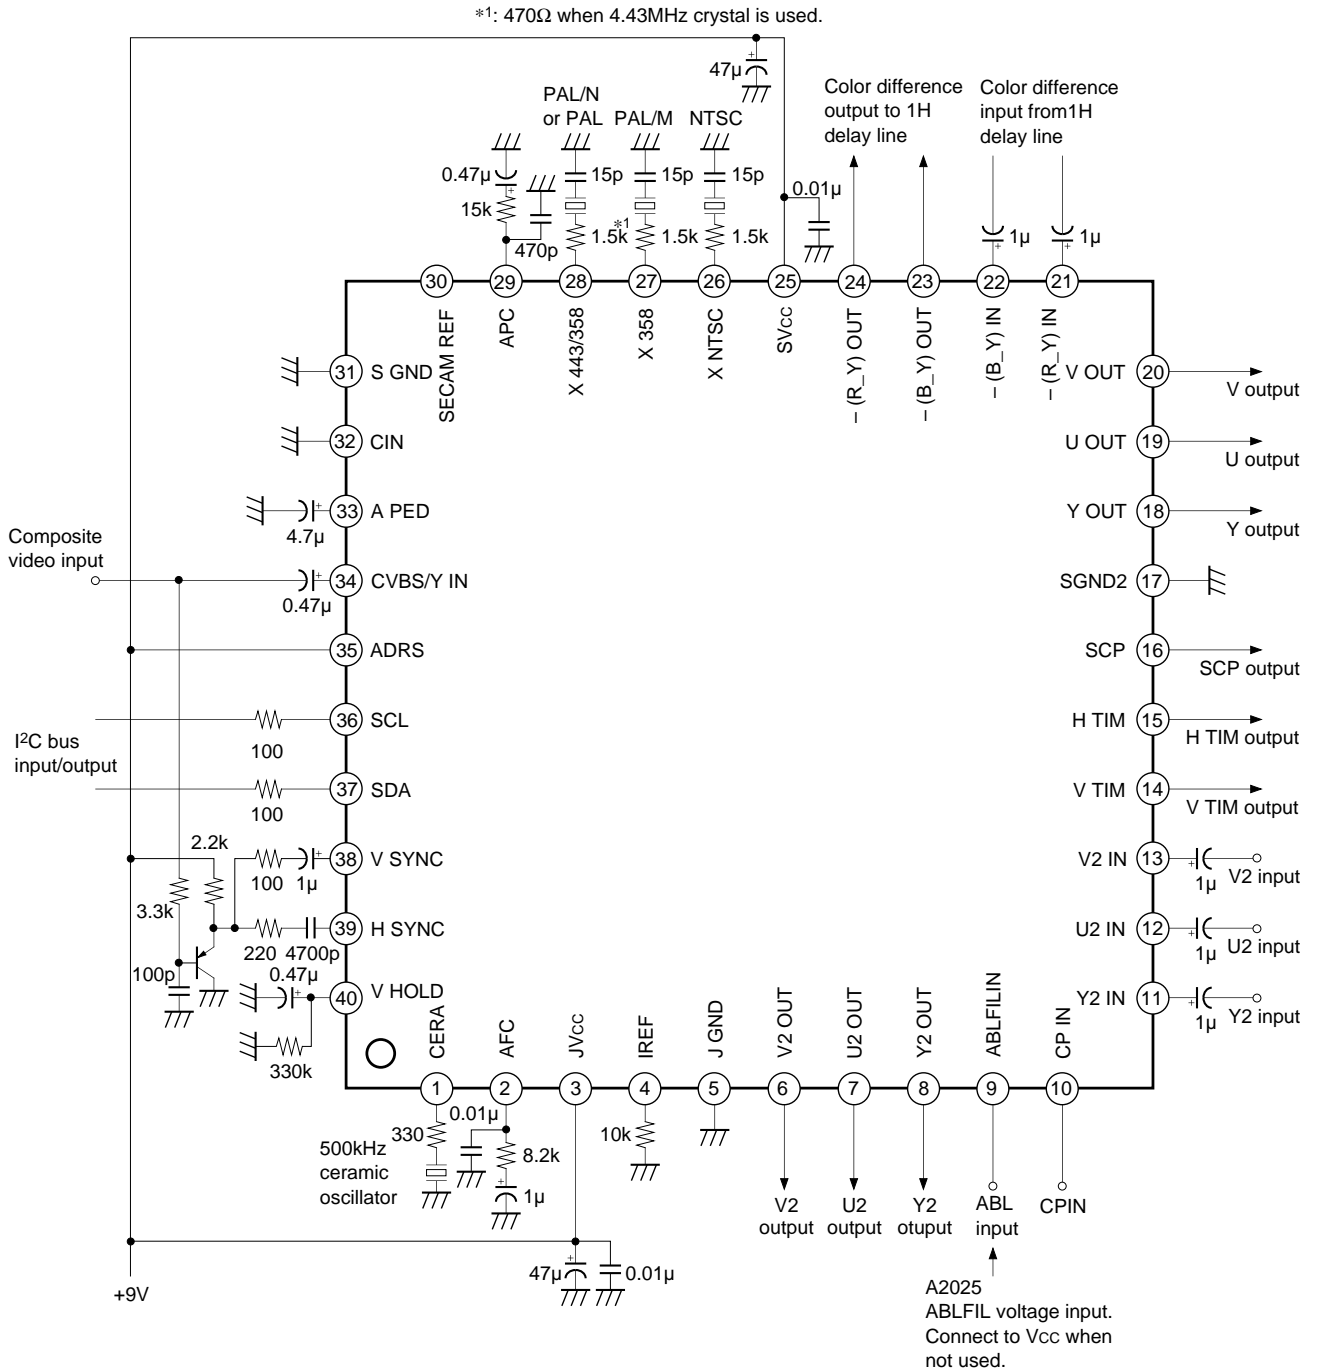 *1: 470Ω when 4.43MHz crystal is used.
47µ
Color difference
output to 1H
delay line
Color difference
input from1H
delay line
PAL/N
or PAL
PAL/M
NTSC
0.47µ
15k
470p
15p
15p
15p
1.5k
*1
1.5k
1.5k
0.01µ
1µ
1µ
30
29
28
27
26
25
24
23
22
21
SECAM REF
APC
X 443/358
X 358
X NTSC
SVCC
– (R_Y) OUT
– (B_Y) OUT
– (B_Y) IN
– (R_Y) IN
31 S GND
32 CIN
33 A PED
4.7µ
Composite
video input
34 CVBS/Y IN
0.47µ
35 ADRS
36 SCL
100
I2C bus
input/output
37 SDA
100
2.2k
38 V SYNC
100
1µ
3.3k
39 H SYNC
220
4700p
100p
0.47µ
40 V HOLD
330k
V OUT 20
V output
U OUT 19
U output
Y OUT 18
Y output
SGND2 17
SCP 16
SCP output
H TIM 15
H TIM output
V TIM 14
V TIM output
V2 IN 13
1µ
V2 input
U2 IN 12
1µ
U2 input
Y2 IN 11
1µ
Y2 input
CERA
AFC
JVCC
IREF
J GND
V2 OUT
U2 OUT
Y2 OUT
ABLFILIN
CP IN
1
2
3
4
5
6
7
8
9
10
330
500kHz
ceramic
oscillator
0.01µ
8.2k
1µ
10k
V2
output
U2
output
Y2
otuput
ABL
input
CPIN
47µ
0.01µ
+9V
A2025
ABLFIL voltage input.
Connect to VCC when
not used.
+
+
+
+
+
+
+
+
+
+
+
+
+